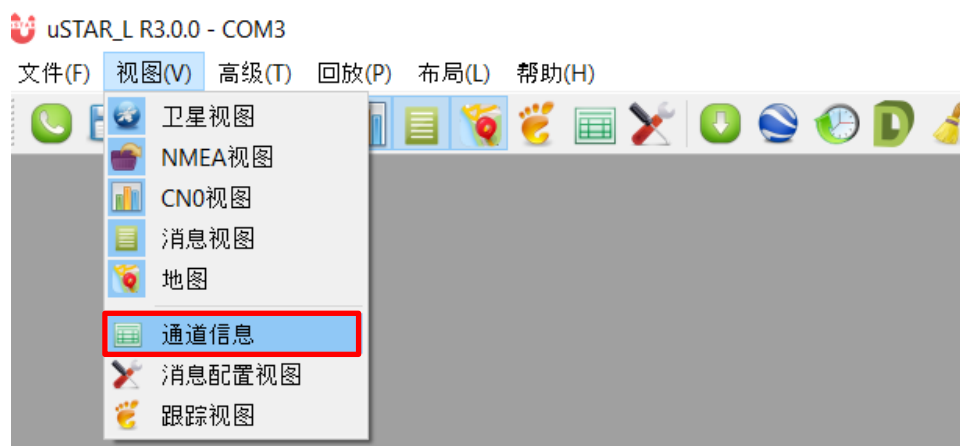 uSTAR_L R3.0.0 - COM3
文件(F) 视图(V) 高级(T) 回放(P) 布局(L) 帮助(H)
卫星视图
NMEA视图
CN0视图
消息视图
地图
通道信息
消息配置视图
跟踪视图